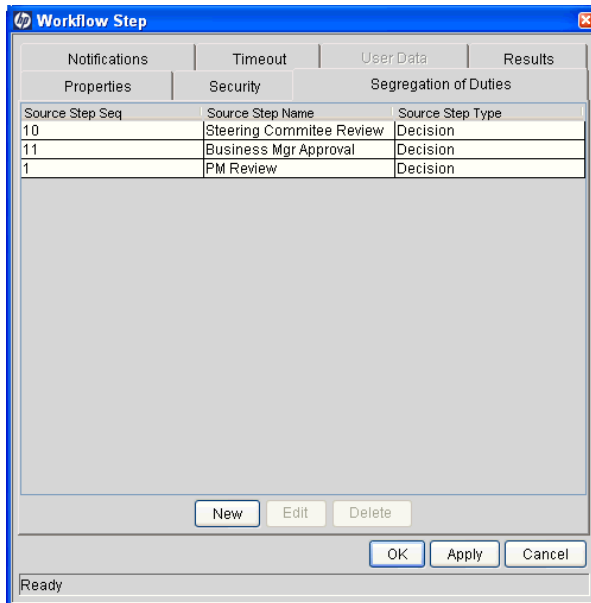 hp Workflow Step
Notifications Timeout User Data Results
Properties Security Segregation of Duties
Source Step Seq Source Step Name Source Step Type
10 Steering Commitee Review Decision
11 Business Mgr Approval Decision
1 PM Review Decision
New Edit Delete
OK Apply Cancel
Ready